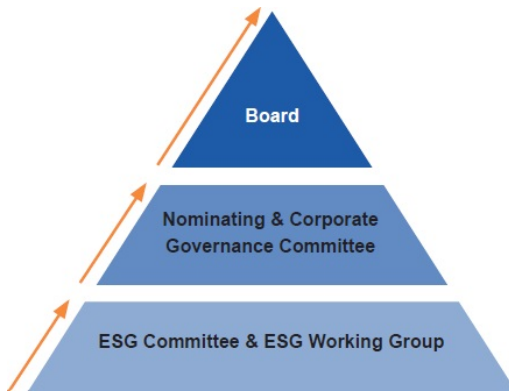 Board
Nominating & Corporate
Governance Committee
ESG Committee & ESG Working Group